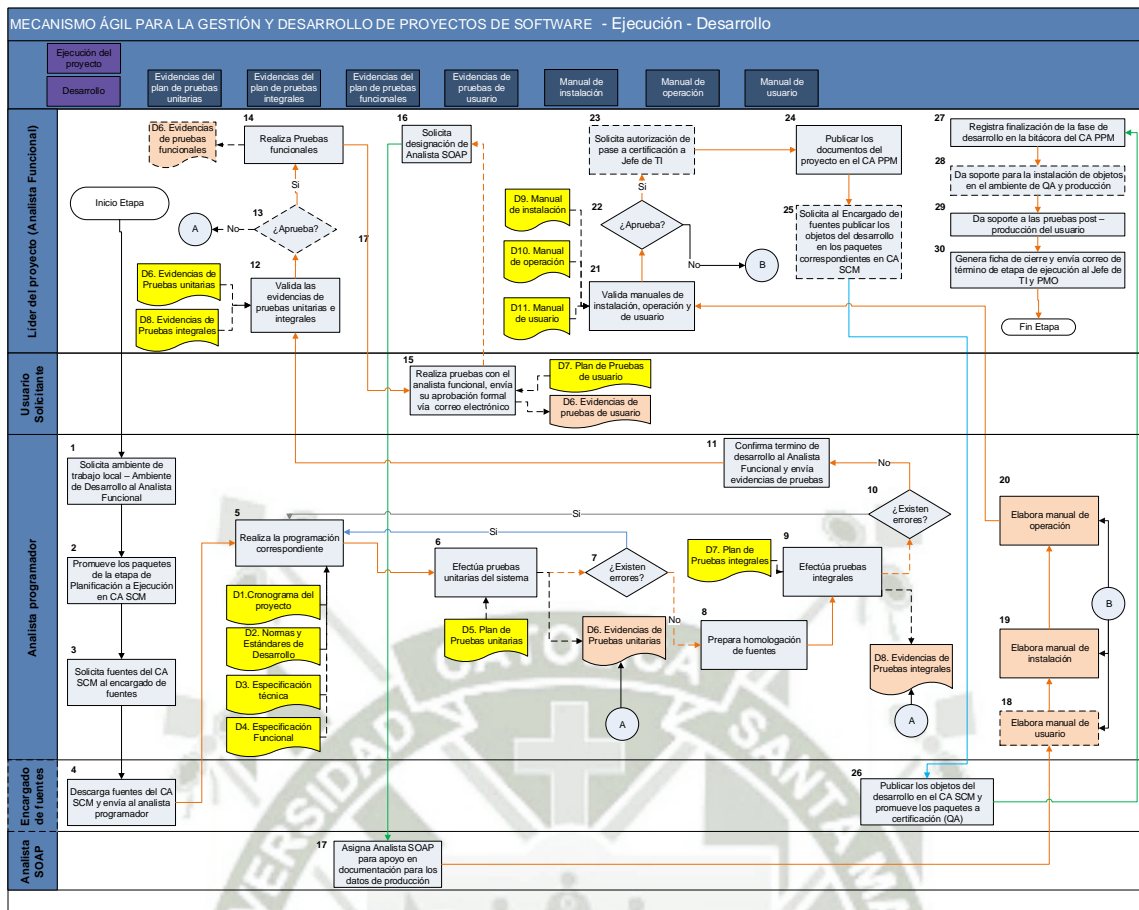 MECANISMO ÁGIL PARA LA GESTIÓN Y DESARROLLO DE PROYECTOS DE SOFTWARE - Ejecución - Desarrollo
Ejecución del
proyecto
Desarrollo
Evidencias del
plan de pruebas
unitarias
Evidencias del
plan de pruebas
integrales
Evidencias del
plan de pruebas
funcionales
Evidencias de
pruebas de
usuario
Manual de
instalación
Manual de
operación
Manual de
usuario
Líder del proyecto (Analista Funcional)
Inicio Etapa
D6. Evidencias
de pruebas
funcionales
14
Realiza Pruebas
funcionales
Si
13
¿Aprueba?
No
A
12
Valida las
evidencias de
pruebas unitarias e
integrales
D6. Evidencias de
Pruebas unitarias
D8. Evidencias de
Pruebas integrales
17
16
Solicita
designación de
Analista SOAP
23
Solicita autorización de
pase a certificación a
Jefe de TI
Si
22
¿Aprueba?
No
B
D9. Manual
de instalación
D10. Manual
de operación
D11. Manual
de usuario
21
Valida manuales de
instalación, operación y
de usuario
24
Publicar los
documentos del
proyecto en el CA PPM
25
Solicita al Encargado de
fuentes publicar los
objetos del desarrollo
en los paquetes
correspondientes en CA
SCM
27
Registra finalización de la fase de
desarrollo en la bitácora del CA PPM
28
Da soporte para la instalación de objetos
en el ambiente de QA y producción
29
Da soporte a las pruebas post –
producción del usuario
30
Genera ficha de cierre y envía correo de
término de etapa de ejecución al Jefe de
TI y PMO
Fin Etapa
Usuario
Solicitante
15
Realiza pruebas con el
analista funcional, envía
su aprobación formal
vía correo electrónico
D7. Plan de Pruebas
de usuario
D6. Evidencias de
pruebas de usuario
Analista programador
1
Solicita ambiente de
trabajo local – Ambiente
de Desarrollo al Analista
Funcional
2
Promueve los paquetes
de la etapa de
Planificación a Ejecución
en CA SCM
3
Solicita fuentes del CA
SCM al encargado de
fuentes
5
Realiza la programación
correspondiente
D1.Cronograma del
proyecto
D2. Normas y
Estándares de
Desarrollo
D3. Especificación
técnica
D4. Especificación
Funcional
Si
Si
6
Efectúa pruebas
unitarias del sistema
D5. Plan de
Pruebas unitarias
7
¿Existen
errores?
No
D6. Evidencias de
Pruebas unitarias
A
8
Prepara homologación
de fuentes
D7. Plan de
Pruebas integrales
9
Efectúa pruebas
integrales
10
¿Existen
errores?
No
11
Confirma termino de
desarrollo al Analista
Funcional y envía
evidencias de pruebas
D8. Evidencias de
Pruebas integrales
A
20
Elabora manual de
operación
B
19
Elabora manual de
instalación
18
Elabora manual de
usuario
Encargado
de fuentes
4
Descarga fuentes del CA
SCM y envía al analista
programador
26
Publicar los objetos del
desarrollo en el CA SCM y
promueve los paquetes a
certificación (QA)
Analista
SOAP
17
Asigna Analista SOAP
para apoyo en
documentación para los
datos de producción
UNIVERSIDAD
CATOLICA